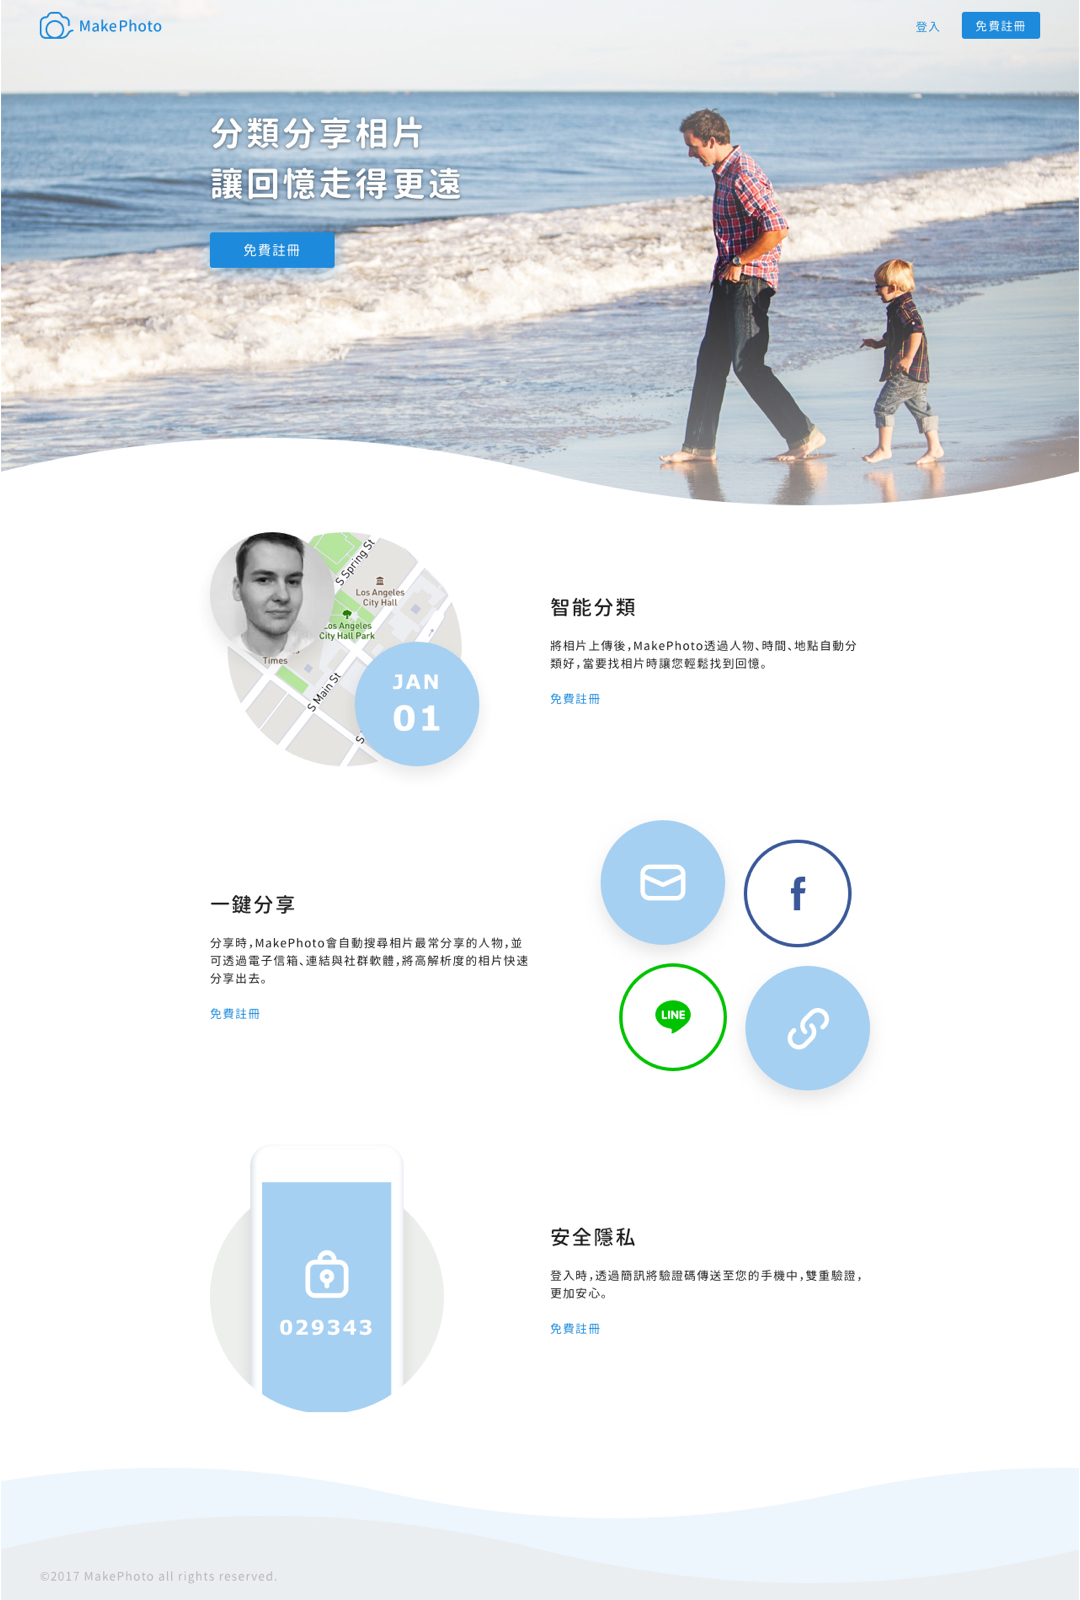 MakePhoto
登入
免費註冊
分類分享相片
讓回憶走得更遠
免費註冊
S Spring St
Los Angeles
City Hall
Los Angeles
City Hall Park
Times
S Main St
S
JAN
01
智能分類
將相片上傳後，MakePhoto透過人物、時間、地點自動分
類好，當要找相片時讓您輕鬆找到回憶。
免費註冊
一鍵分享
分享時，MakePhoto會自動搜尋相片最常分享的人物，並
可透過電子信箱、連結與社群軟體，將高解析度的相片快速
分享出去。
免費註冊
f
LINE
029343
安全隱私
登入時，透過簡訊將驗證碼傳送至您的手機中，雙重驗證，
更加安心。
免費註冊
©2017 MakePhoto all rights reserved.